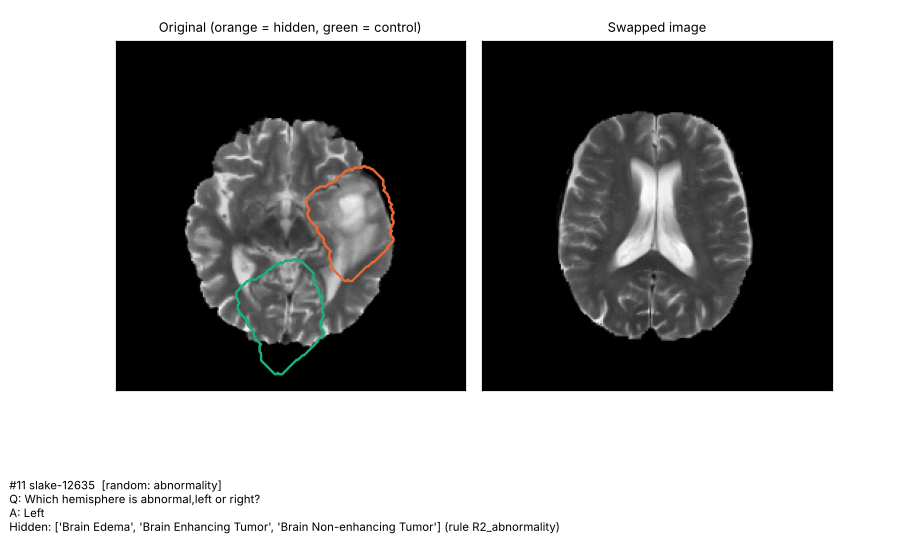 Original (orange = hidden, green = control)
Swapped image
#11 slake-12635  [random: abnormality]
Q: Which hemisphere is abnormal,left or right?
A: Left
Hidden: ['Brain Edema', 'Brain Enhancing Tumor', 'Brain Non-enhancing Tumor'] (rule R2_abnormality)